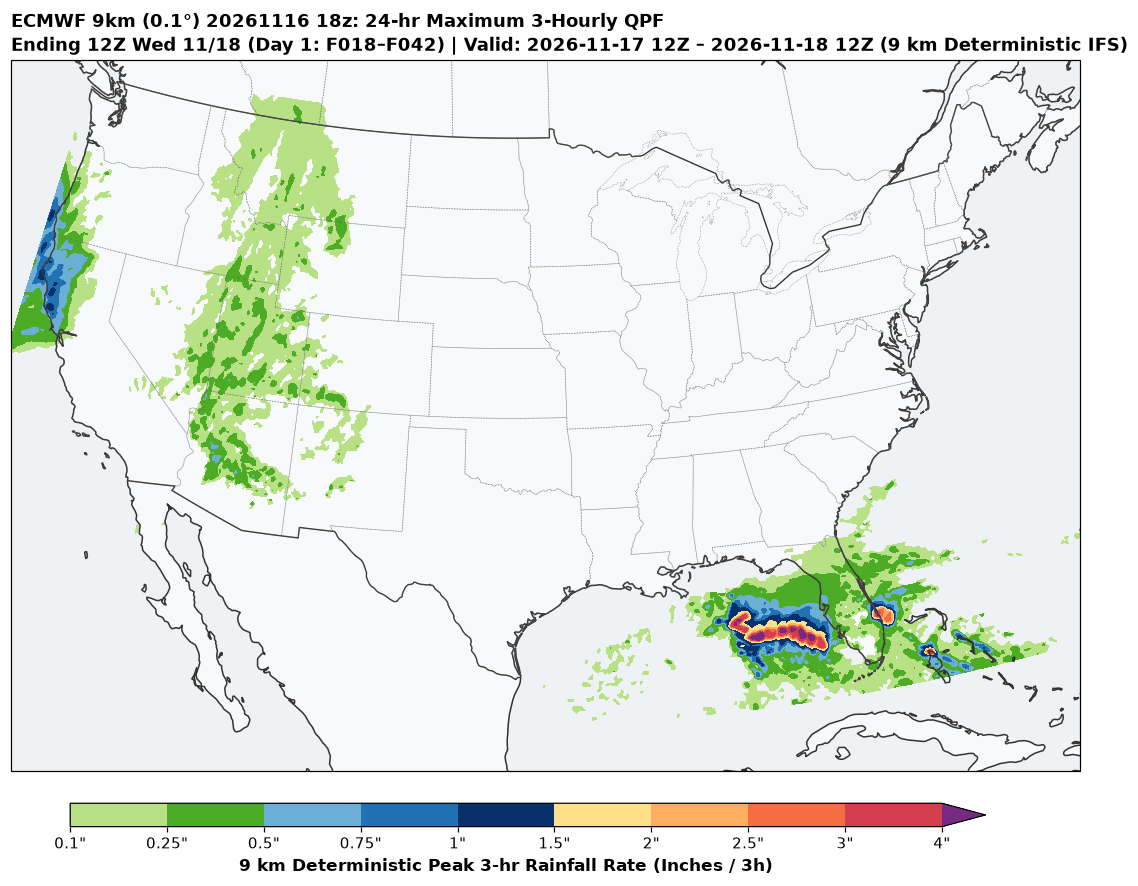 ECMWF 9km (0.1°) 20261116 18z: 24-hr Maximum 3-Hourly QPF
Ending 12Z Wed 11/18 (Day 1: F018–F042) | Valid: 2026-11-17 12Z – 2026-11-18 12Z (9 km Deterministic IFS)
0.1" 0.25" 0.5" 0.75" 1" 1.5" 2" 2.5" 3" 4"
9 km Deterministic Peak 3-hr Rainfall Rate (Inches / 3h)